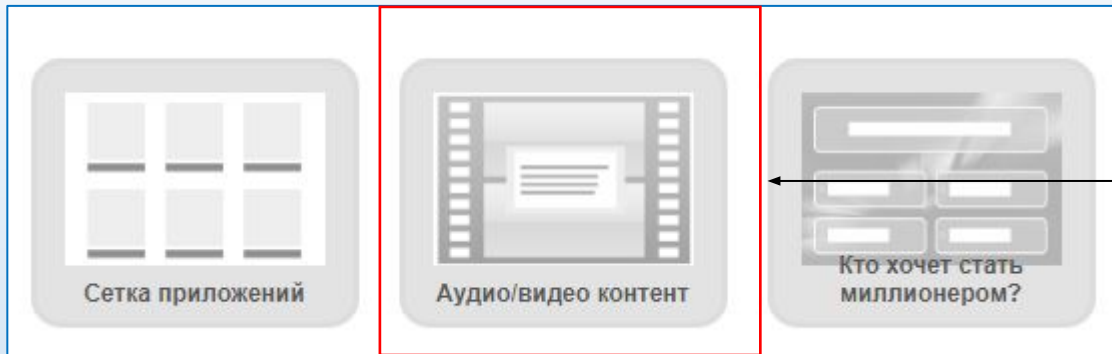 Сетка приложений
Аудио/видео контент
Кто хочет стать
миллионером?